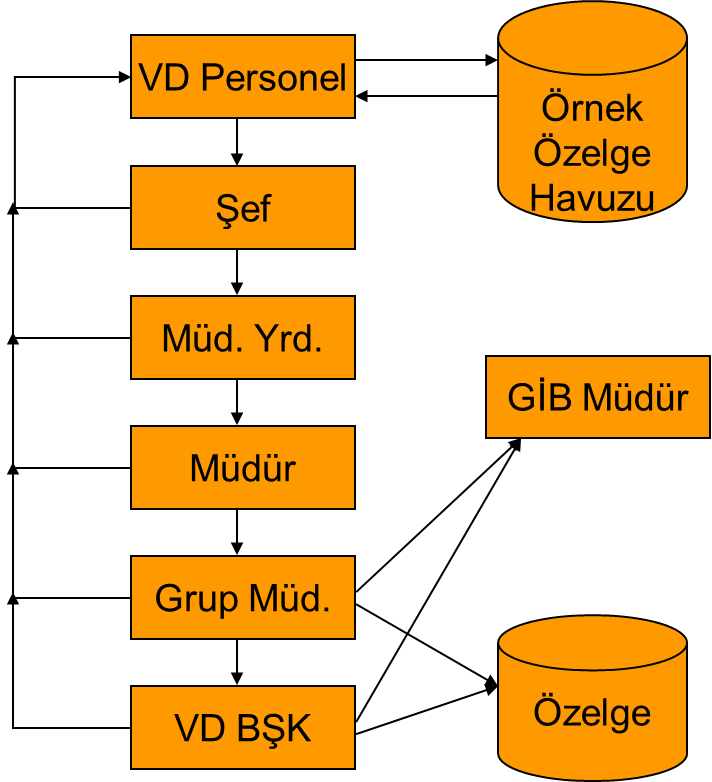 VD Personel
Örnek
Özelge
Havuzu
Şef
Müd. Yrd.
GİB Müdür
Müdür
Grup Müd.
VD BŞK
Özelge